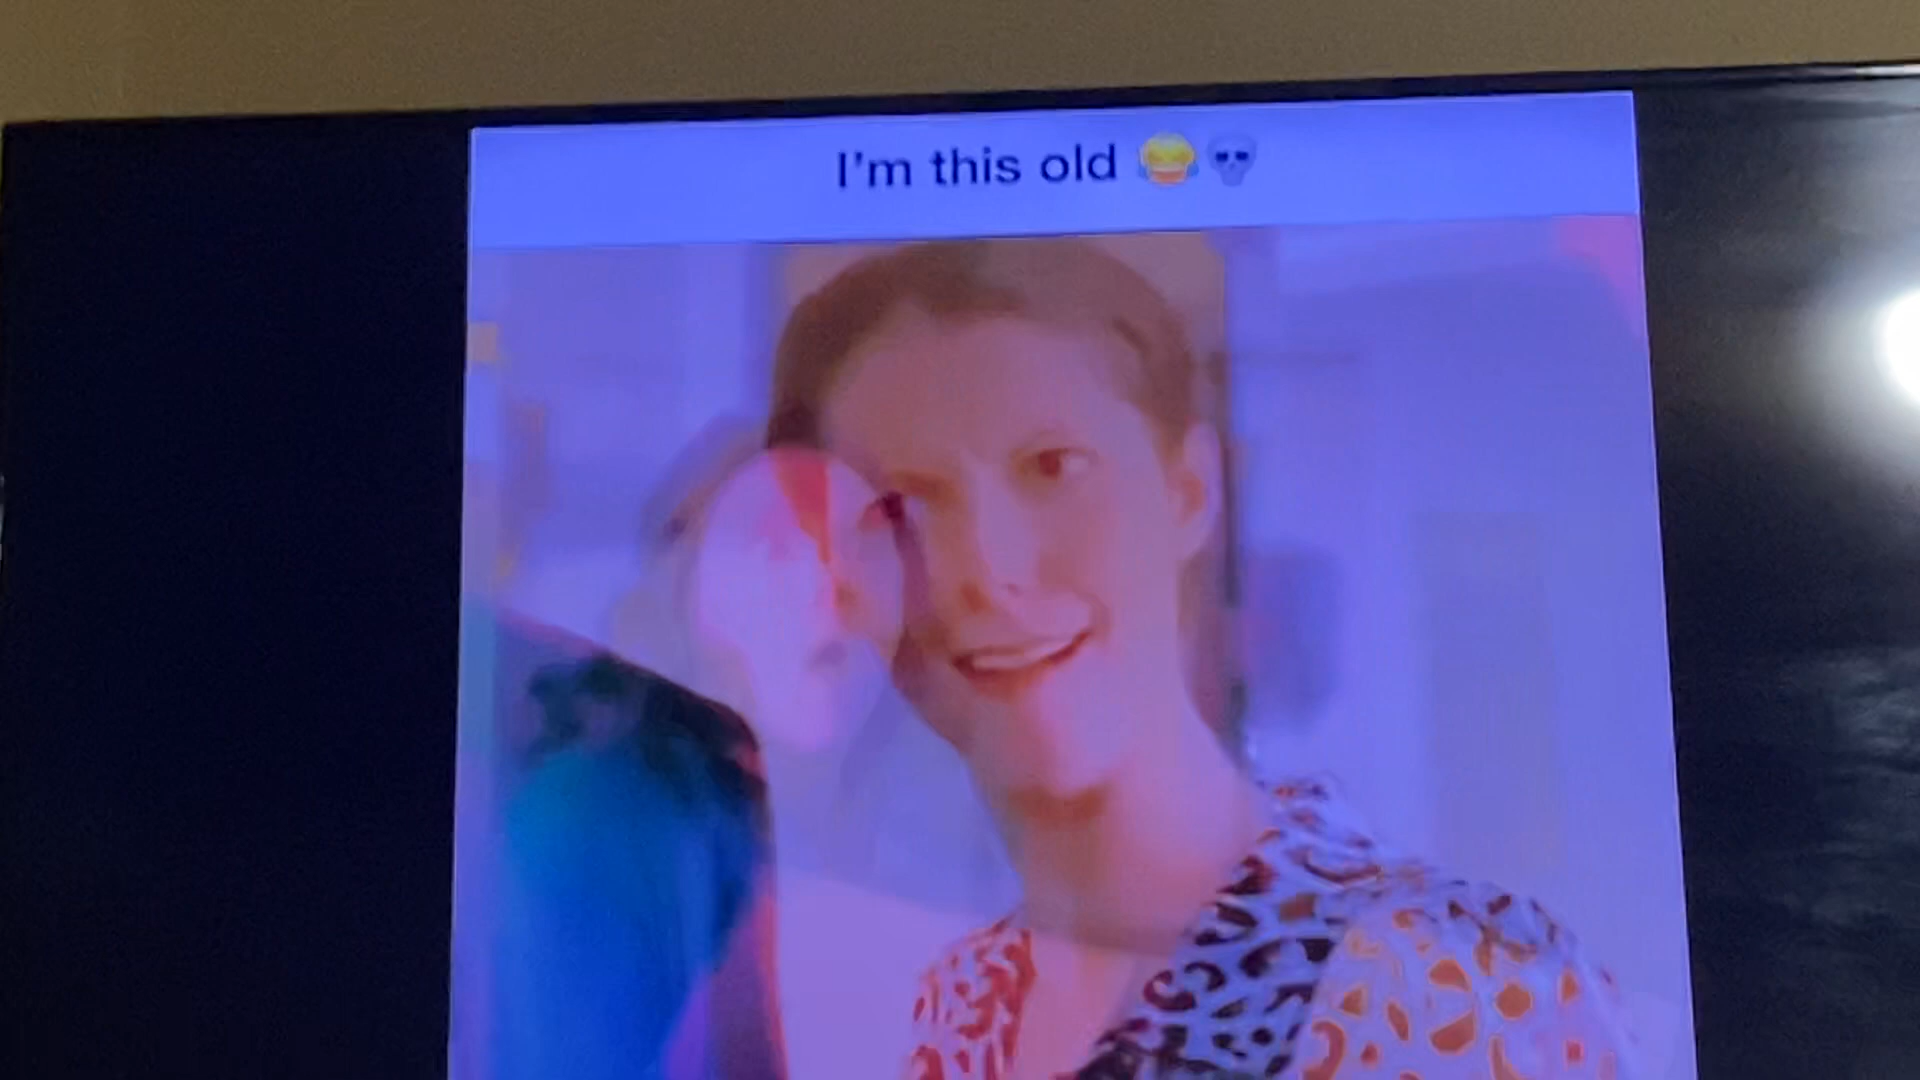 I'm this old 😂💀